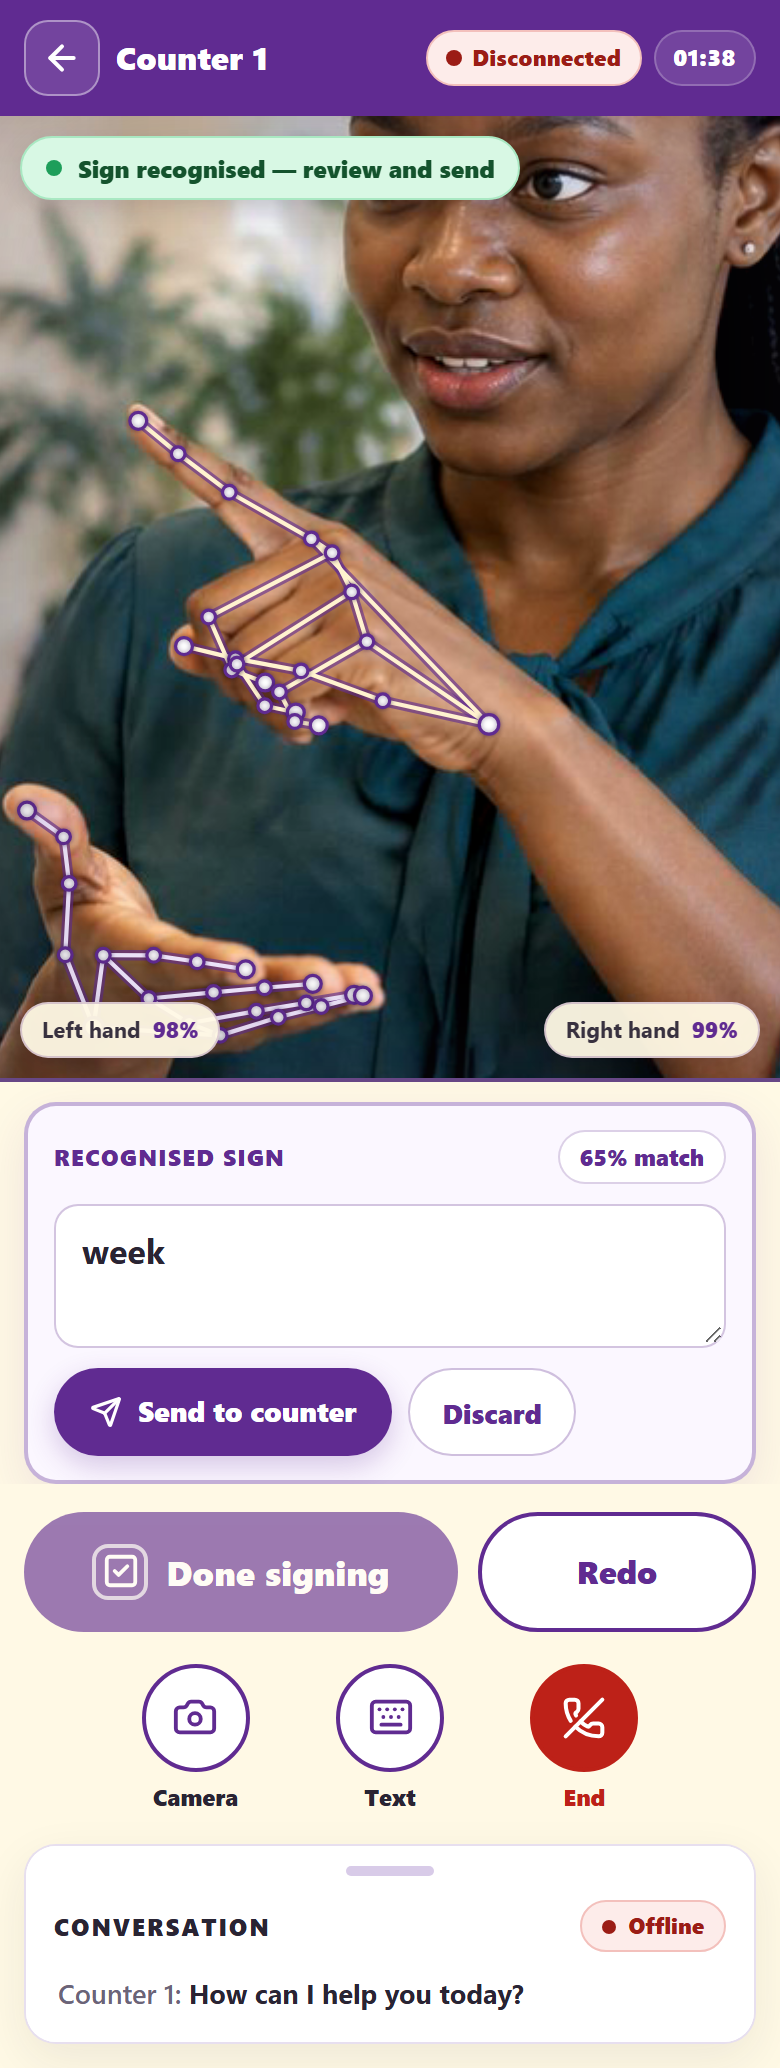 Counter 1
Disconnected
01:38
Sign recognised — review and send
Left hand 98%
Right hand 99%
RECOGNISED SIGN
65% match
week
Send to counter
Discard
Done signing
Redo
Camera
Text
End
CONVERSATION
Offline
Counter 1: How can I help you today?